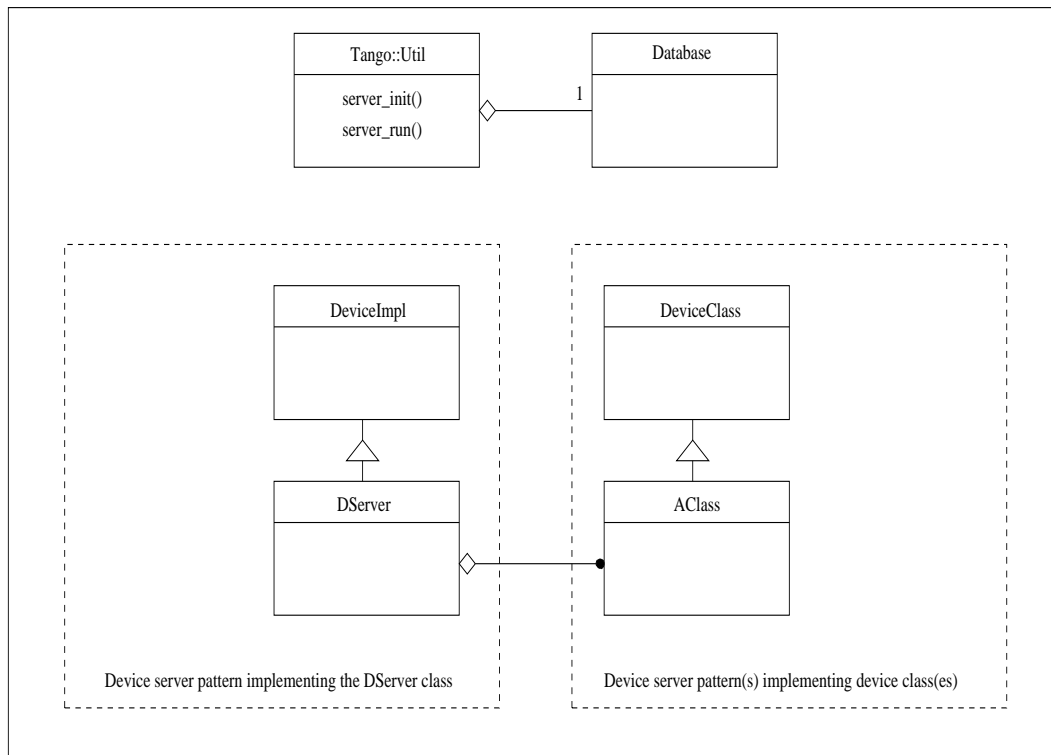 Tango::Util
server_init()
server_run()
1
Database
DeviceImpl
DeviceClass
DServer
AClass
Device server pattern implementing the DServer class
Device server pattern(s) implementing device class(es)